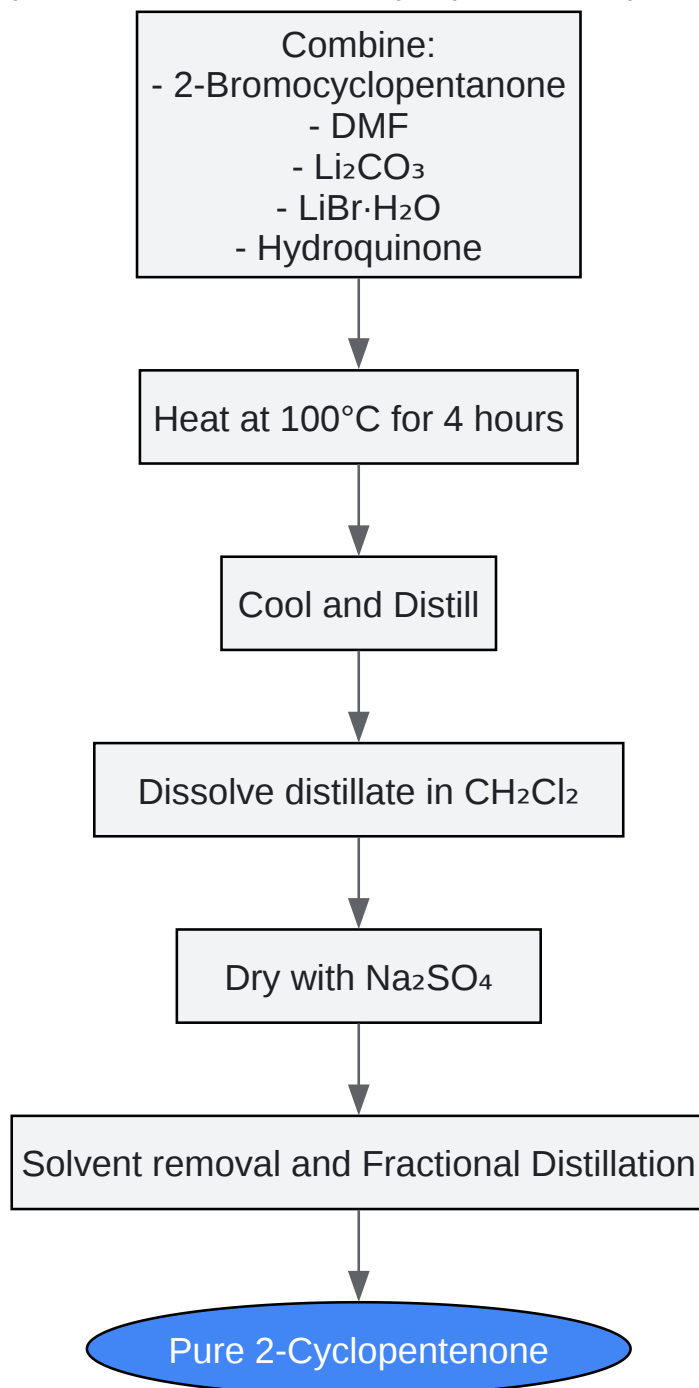 Combine:
- 2-Bromocyclopentanone
- DMF
- Li₂CO₃
- LiBr·H₂O
- Hydroquinone
Heat at 100°C for 4 hours
Cool and Distill
Dissolve distillate in CH₂Cl₂
Dry with Na₂SO₄
Solvent removal and Fractional Distillation
Pure 2-Cyclopentenone